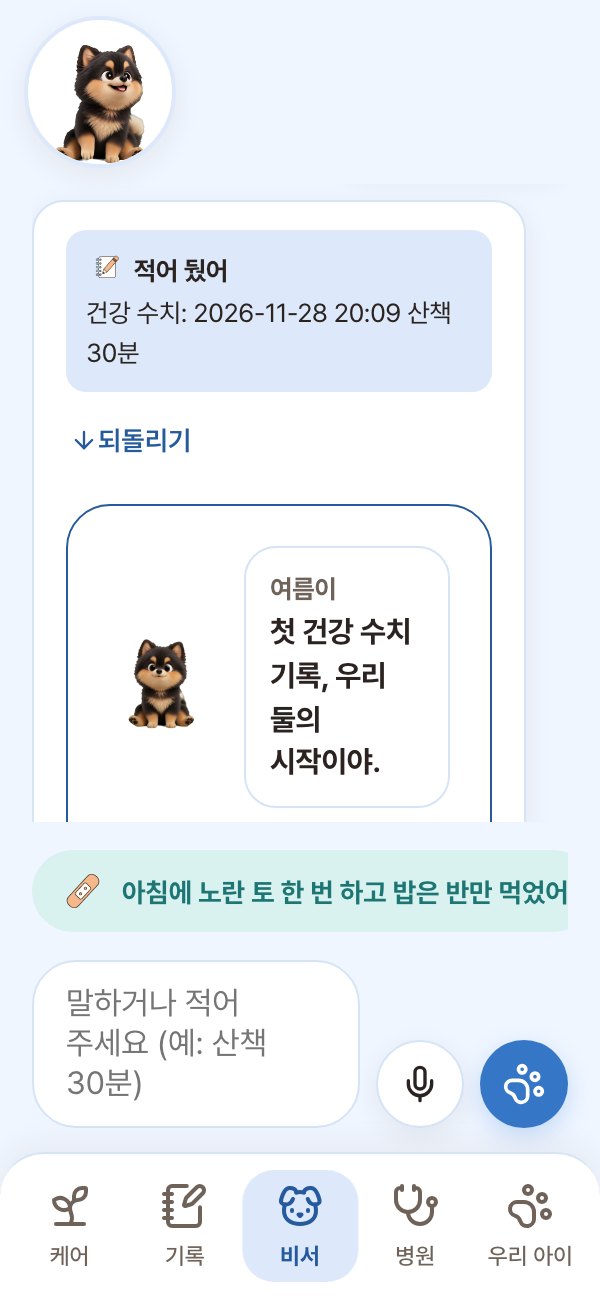 적어 뒀어
건강 수치: 2026-11-28 20:09 산책
30분
되돌리기
여름이
첫 건강 수치
기록, 우리
둘의
시작이야.
아침에 노란 토 한 번 하고 밥은 반만 먹었어
말하거나 적어
주세요 (예: 산책
30분)
케어
기록
비서
병원
우리 아이